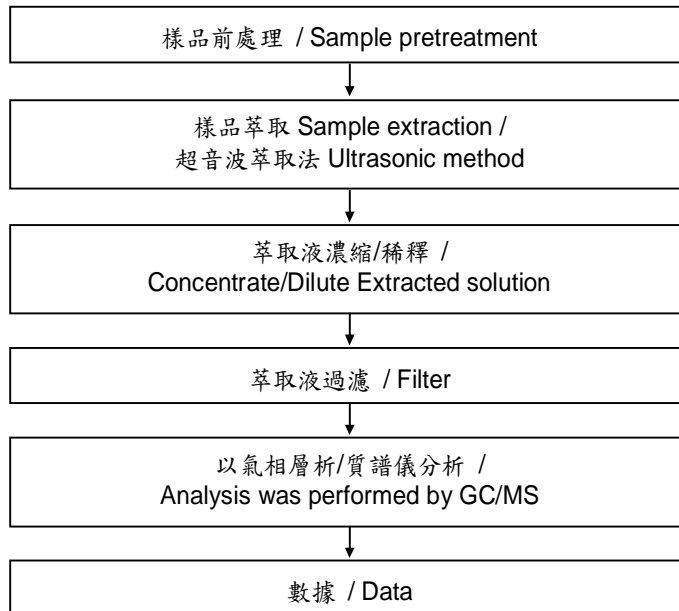 樣品前處理 / Sample pretreatment
樣品萃取 Sample extraction /
超音波萃取法 Ultrasonic method
萃取液濃縮/稀釋 /
Concentrate/Dilute Extracted solution
萃取液過濾 / Filter
以氣相層析/質譜儀分析 /
Analysis was performed by GC/MS
數據 / Data